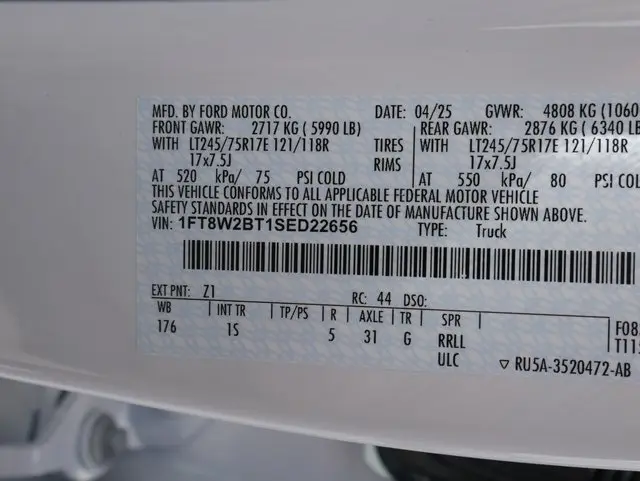 MFD. BY FORD MOTOR CO. DATE: 04/25 GVWR: 4808 KG (1060
FRONT GAWR: 2717 KG ( 5990 LB) REAR GAWR: 2876 KG ( 6340 LB
WITH LT245/75R17E 121/118R TIRES WITH LT245/75R17E 121/118R
17x7.5J RIMS 17x7.5J
AT 520 kPa/ 75 PSI COLD AT 550 kPa/ 80 PSI COL
THIS VEHICLE CONFORMS TO ALL APPLICABLE FEDERAL MOTOR VEHICLE
SAFETY STANDARDS IN EFFECT ON THE DATE OF MANUFACTURE SHOWN ABOVE.
VIN: 1FT8W2BT1SED22656 TYPE: Truck
EXT PNT: Z1 RC: 44 DSO:
WB INT TR TP/PS R AXLE TR SPR
176 1S 5 31 G RRLL
ULC
F08
T115
▽ RU5A-3520472-AB